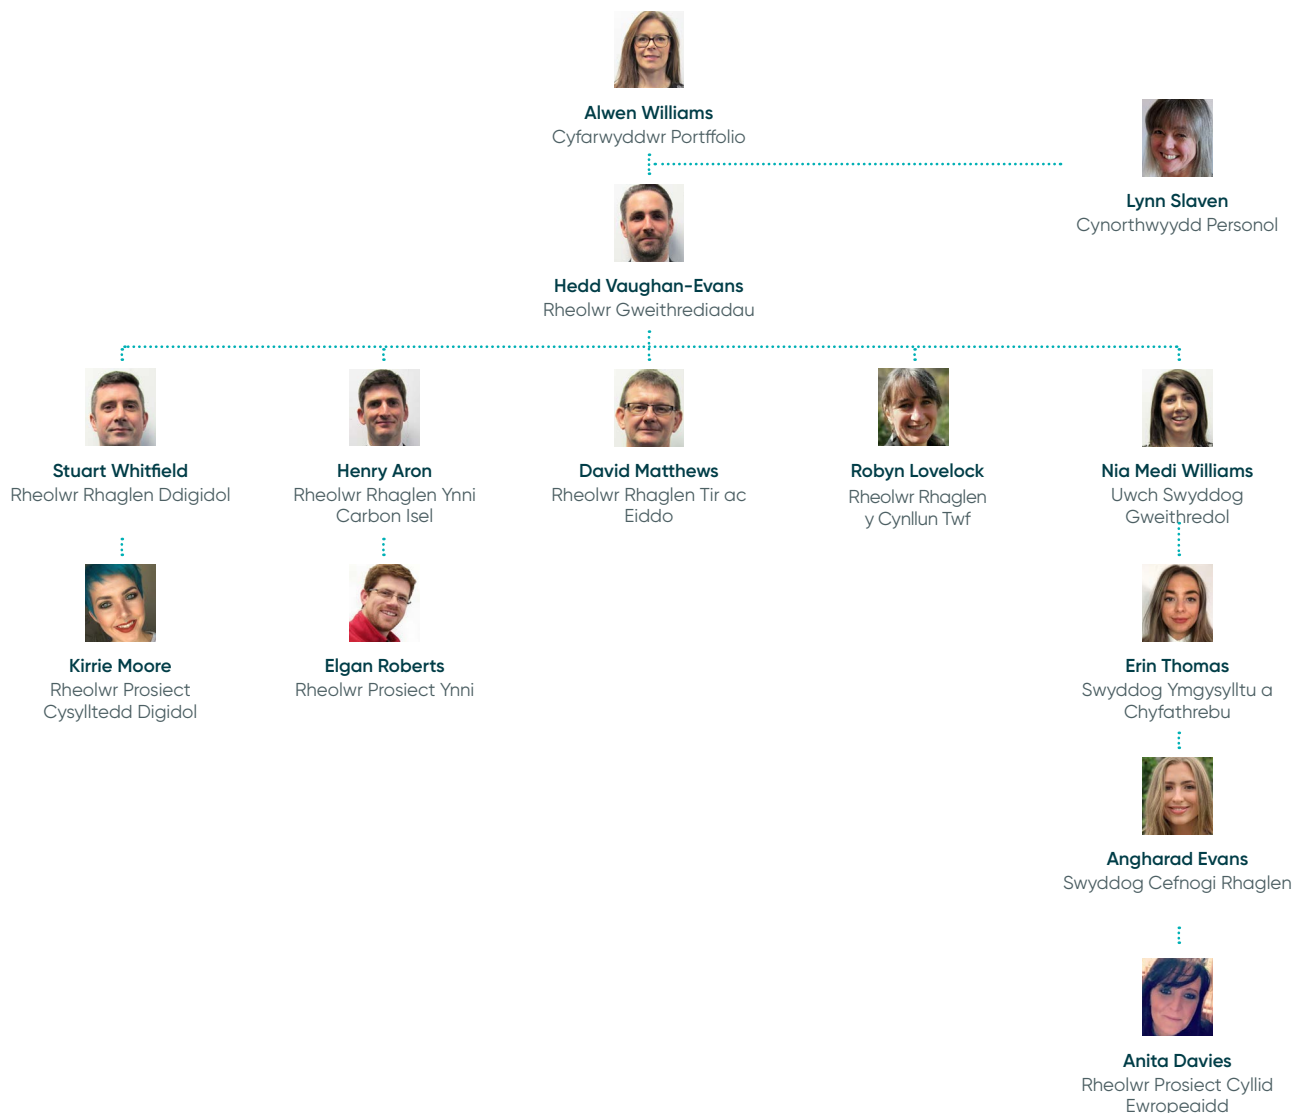 Alwen Williams
Cyfarwyddwr Portffolio
Lynn Slaven
Cynorthwyydd Personol
Hedd Vaughan-Evans
Rheolwr Gweithrediadau
Stuart Whitfield
Rheolwr Rhaglen Ddigidol
Henry Aron
Rheolwr Rhaglen Ynni
Carbon Isel
David Matthews
Rheolwr Rhaglen Tir ac
Eiddo
Robyn Lovelock
Rheolwr Rhaglen
y Cynllun Twf
Nia Medi Williams
Uwch Swyddog
Gweithredol
Kirrie Moore
Rheolwr Prosiect
Cysylltedd Digidol
Elgan Roberts
Rheolwr Prosiect Ynni
Erin Thomas
Swyddog Ymgysylltu a
Chyfathrebu
Angharad Evans
Swyddog Cefnogi Rhaglen
Anita Davies
Rheolwr Prosiect Cyllid
Ewropeaidd